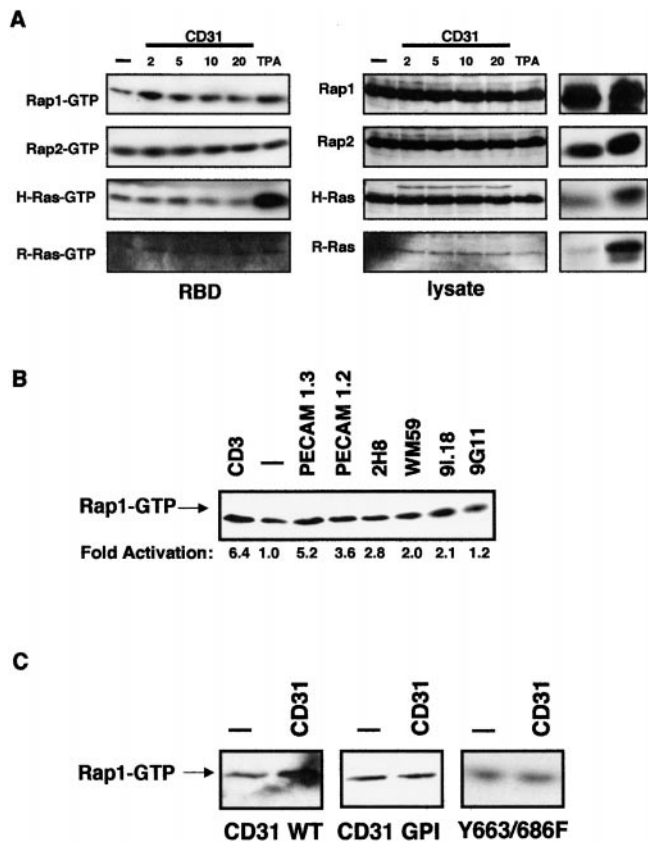 A
CD31
— 2 5 10 20 TPA
Rap1-GTP
Rap2-GTP
H-Ras-GTP
R-Ras-GTP
RBD
CD31
— 2 5 10 20 TPA
Rap1
Rap2
H-Ras
R-Ras
lysate
B
CD3 — PECAM 1.3 PECAM 1.2 2H8 WM59 9I.18 9G11
Rap1-GTP →
Fold Activation: 6.4 1.0 5.2 3.6 2.8 2.0 2.1 1.2
C
— CD31 — CD31 — CD31
Rap1-GTP →
CD31 WT CD31 GPI Y663/686F